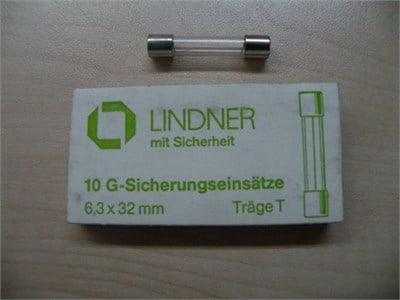 LINDNER
mit Sicherheit
10 G-Sicherungseinsätze
6,3 x 32 mm Träge T